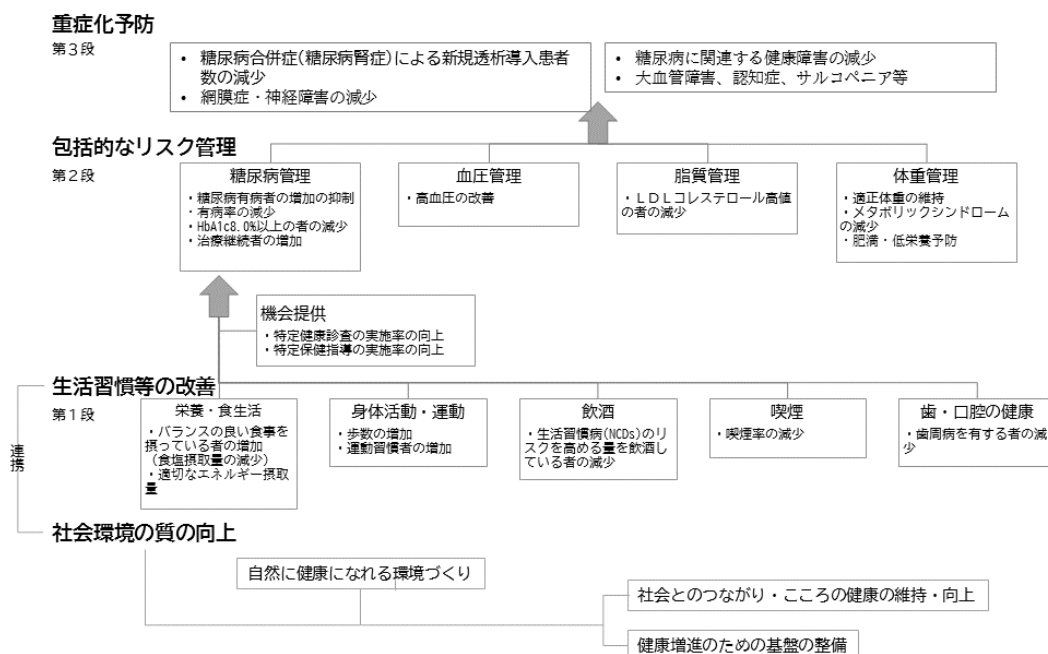 重症化予防
第3段
• 糖尿病合併症(糖尿病腎症)による新規透析導入患者
数の減少
• 網膜症・神経障害の減少
• 糖尿病に関連する健康障害の減少
• 大血管障害、認知症、サルコペニア等
包括的なリスク管理
第2段
糖尿病管理
・糖尿病有病者の増加の抑制
・有病率の減少
・HbA1c8.0%以上の者の減少
・治療継続者の増加
血圧管理
・高血圧の改善
脂質管理
・LDLコレステロール高値
の者の減少
体重管理
・適正体重の維持
・メタボリックシンドローム
の減少
・肥満・低栄養予防
機会提供
・特定健康診査の実施率の向上
・特定保健指導の実施率の向上
生活習慣等の改善
第1段
連携
栄養・食生活
・バランスの良い食事を
摂っている者の増加
(食塩摂取量の減少)
・適切なエネルギー摂取
量
身体活動・運動
・歩数の増加
・運動習慣者の増加
飲酒
・生活習慣病(NCDs)のリ
スクを高める量を飲酒し
ている者の減少
喫煙
・喫煙率の減少
歯・口腔の健康
・歯周病を有する者の減
少
社会環境の質の向上
自然に健康になれる環境づくり
社会とのつながり・こころの健康の維持・向上
健康増進のための基盤の整備